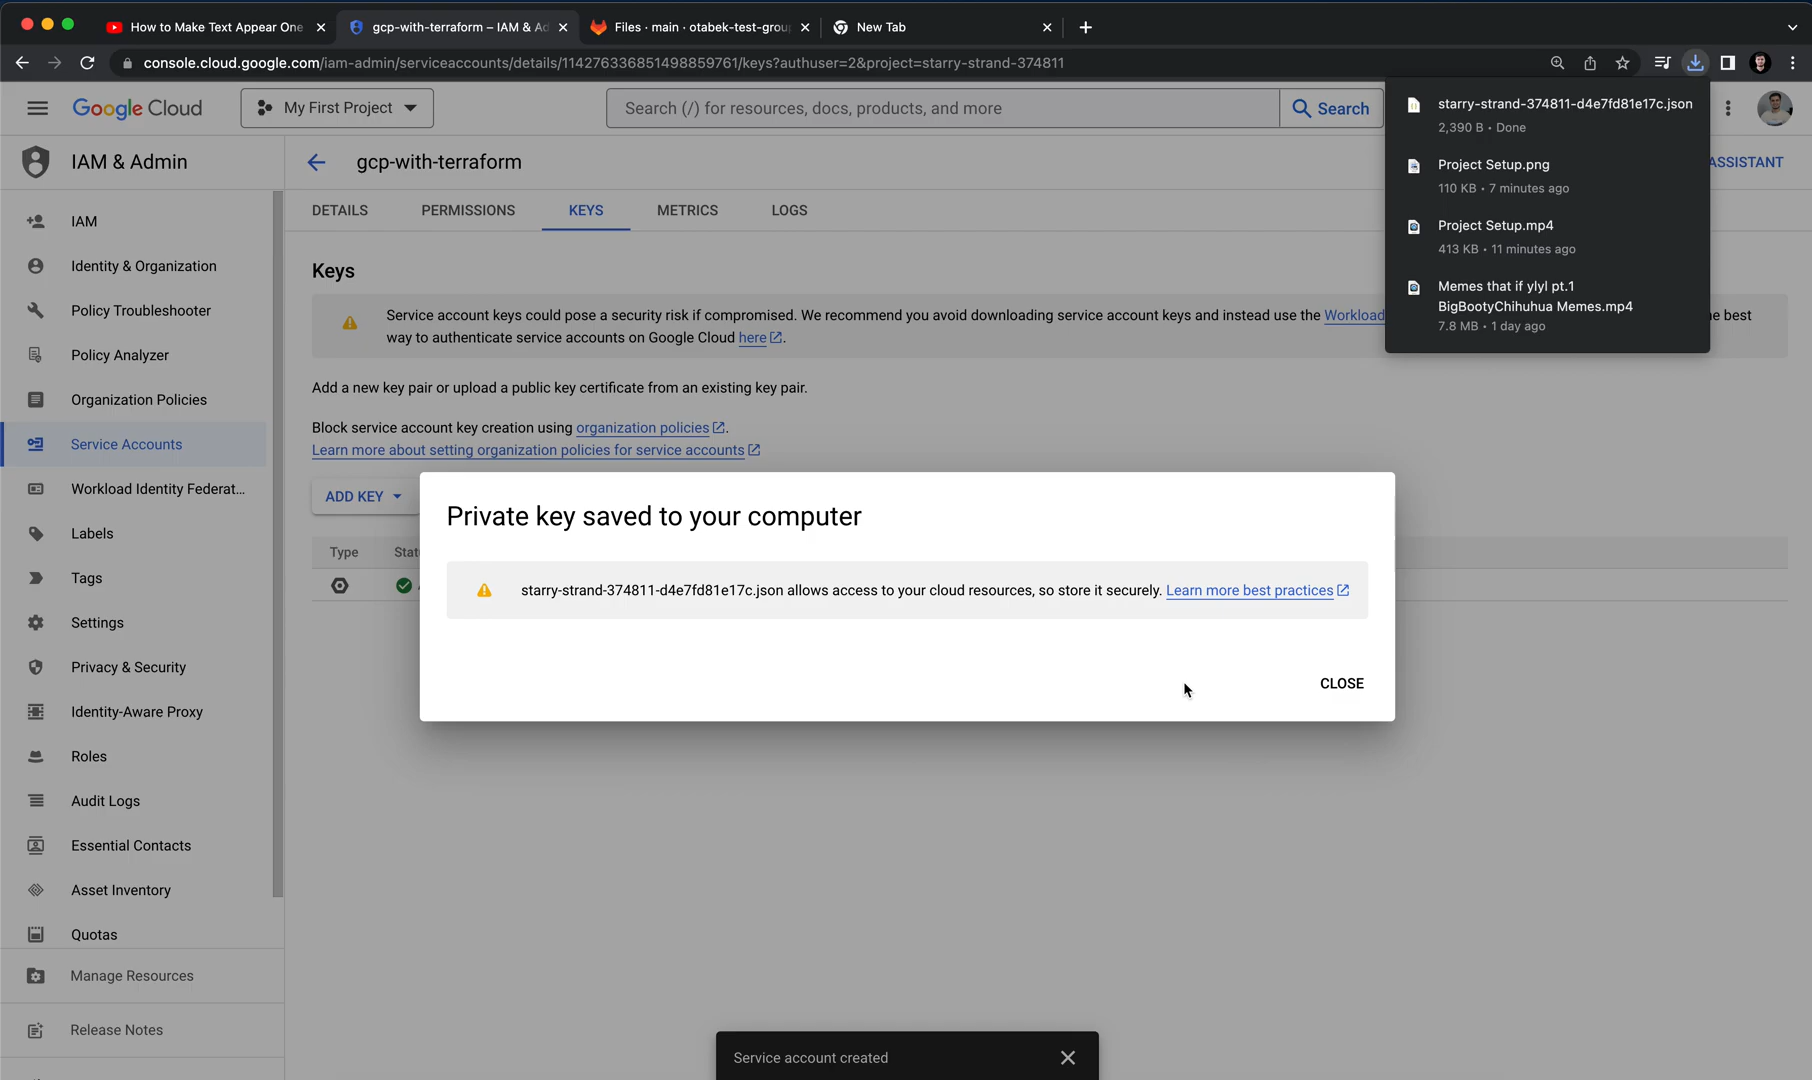 How to Make Text Appear One
gcp-with-terraform – IAM & Ad
Files · main · otabek-test-group
New Tab
console.cloud.google.com/iam-admin/serviceaccounts/details/114276336851498859761/keys?authuser=2&project=starry-strand-374811
Google Cloud
My First Project
Search (/) for resources, docs, products, and more
Search
starry-strand-374811-d4e7fd81e17c.json
2,390 B • Done
Project Setup.png
110 KB • 7 minutes ago
Project Setup.mp4
413 KB • 11 minutes ago
Memes that if ylyl pt.1
BigBootyChihuhua Memes.mp4
7.8 MB • 1 day ago
IAM & Admin
gcp-with-terraform
ASSISTANT
DETAILS
PERMISSIONS
KEYS
METRICS
LOGS
IAM
Identity & Organization
Policy Troubleshooter
Policy Analyzer
Organization Policies
Service Accounts
Workload Identity Federat...
Labels
Tags
Settings
Privacy & Security
Identity-Aware Proxy
Roles
Audit Logs
Essential Contacts
Asset Inventory
Quotas
Manage Resources
Release Notes
Keys
Service account keys could pose a security risk if compromised. We recommend you avoid downloading service account keys and instead use the Workload
he best
way to authenticate service accounts on Google Cloud here.
Add a new key pair or upload a public key certificate from an existing key pair.
Block service account key creation using organization policies.
Learn more about setting organization policies for service accounts
ADD KEY
Type
Stat
Private key saved to your computer
starry-strand-374811-d4e7fd81e17c.json allows access to your cloud resources, so store it securely. Learn more best practices
CLOSE
Service account created